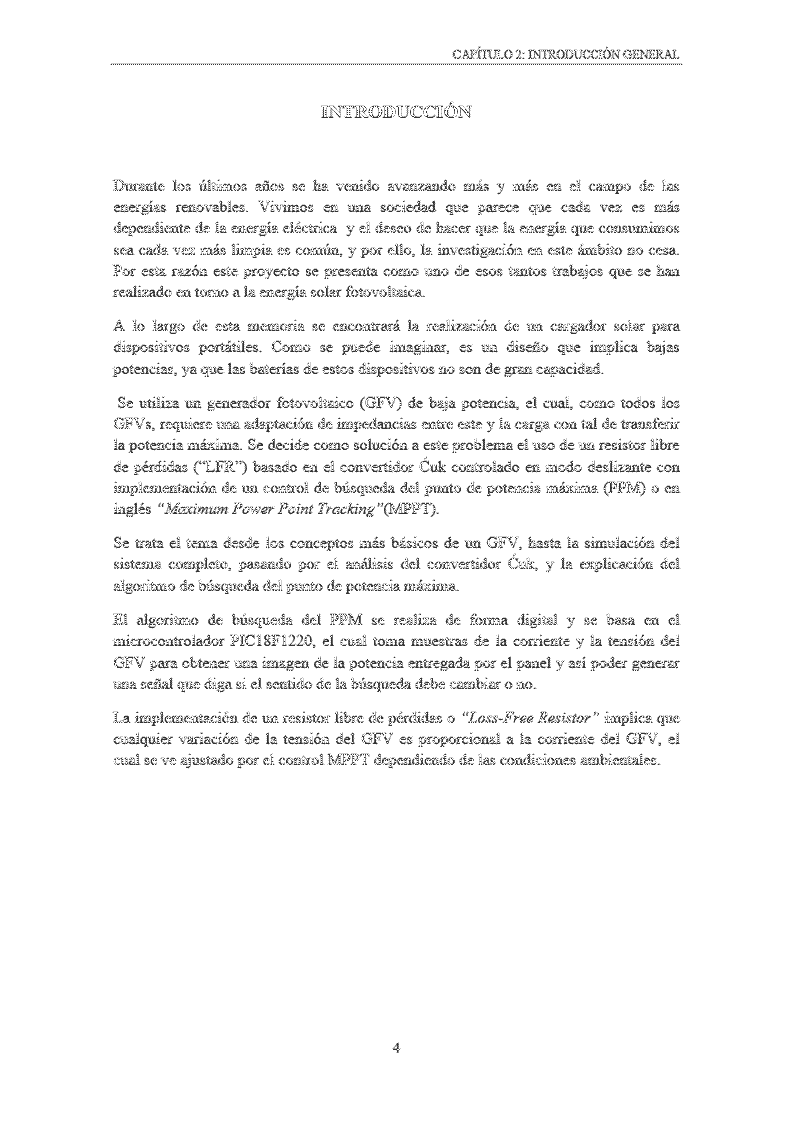 CAPÍTULO 2: INTRODUCCIÓN GENERAL
INTRODUCCIÓN
Durante los últimos años se ha venido avanzando más y más en el campo de las
energías renovables. Vivimos en una sociedad que parece que cada vez es más
dependiente de la energía eléctrica y el deseo de hacer que la energía que consumimos
sea cada vez más limpia es común, y por ello, la investigación en este ámbito no cesa.
Por esta razón este proyecto se presenta como uno de esos tantos trabajos que se han
realizado en torno a la energía solar fotovoltaica.
A lo largo de esta memoria se encontrará la realización de un cargador solar para
dispositivos portátiles. Como se puede imaginar, es un diseño que implica bajas
potencias, ya que las baterías de estos dispositivos no son de gran capacidad.
Se utiliza un generador fotovoltaico (GFV) de baja potencia, el cual, como todos los
GFVs, requiere una adaptación de impedancias entre este y la carga con tal de transferir
la potencia máxima. Se decide como solución a este problema el uso de un resistor libre
de pérdidas (“LFR”) basado en el convertidor Ćuk controlado en modo deslizante con
implementación de un control de búsqueda del punto de potencia máxima (PPM) o en
inglés “Maximum Power Point Tracking”(MPPT).
Se trata el tema desde los conceptos más básicos de un GFV, hasta la simulación del
sistema completo, pasando por el análisis del convertidor Ćuk, y la explicación del
algoritmo de búsqueda del punto de potencia máxima.
El algoritmo de búsqueda del PPM se realiza de forma digital y se basa en el
microcontrolador PIC18F1220, el cual toma muestras de la corriente y la tensión del
GFV para obtener una imagen de la potencia entregada por el panel y así poder generar
una señal que diga si el sentido de la búsqueda debe cambiar o no.
La implementación de un resistor libre de pérdidas o “Loss-Free Resistor” implica que
cualquier variación de la tensión del GFV es proporcional a la corriente del GFV, el
cual se ve ajustado por el control MPPT dependiendo de las condiciones ambientales.
4